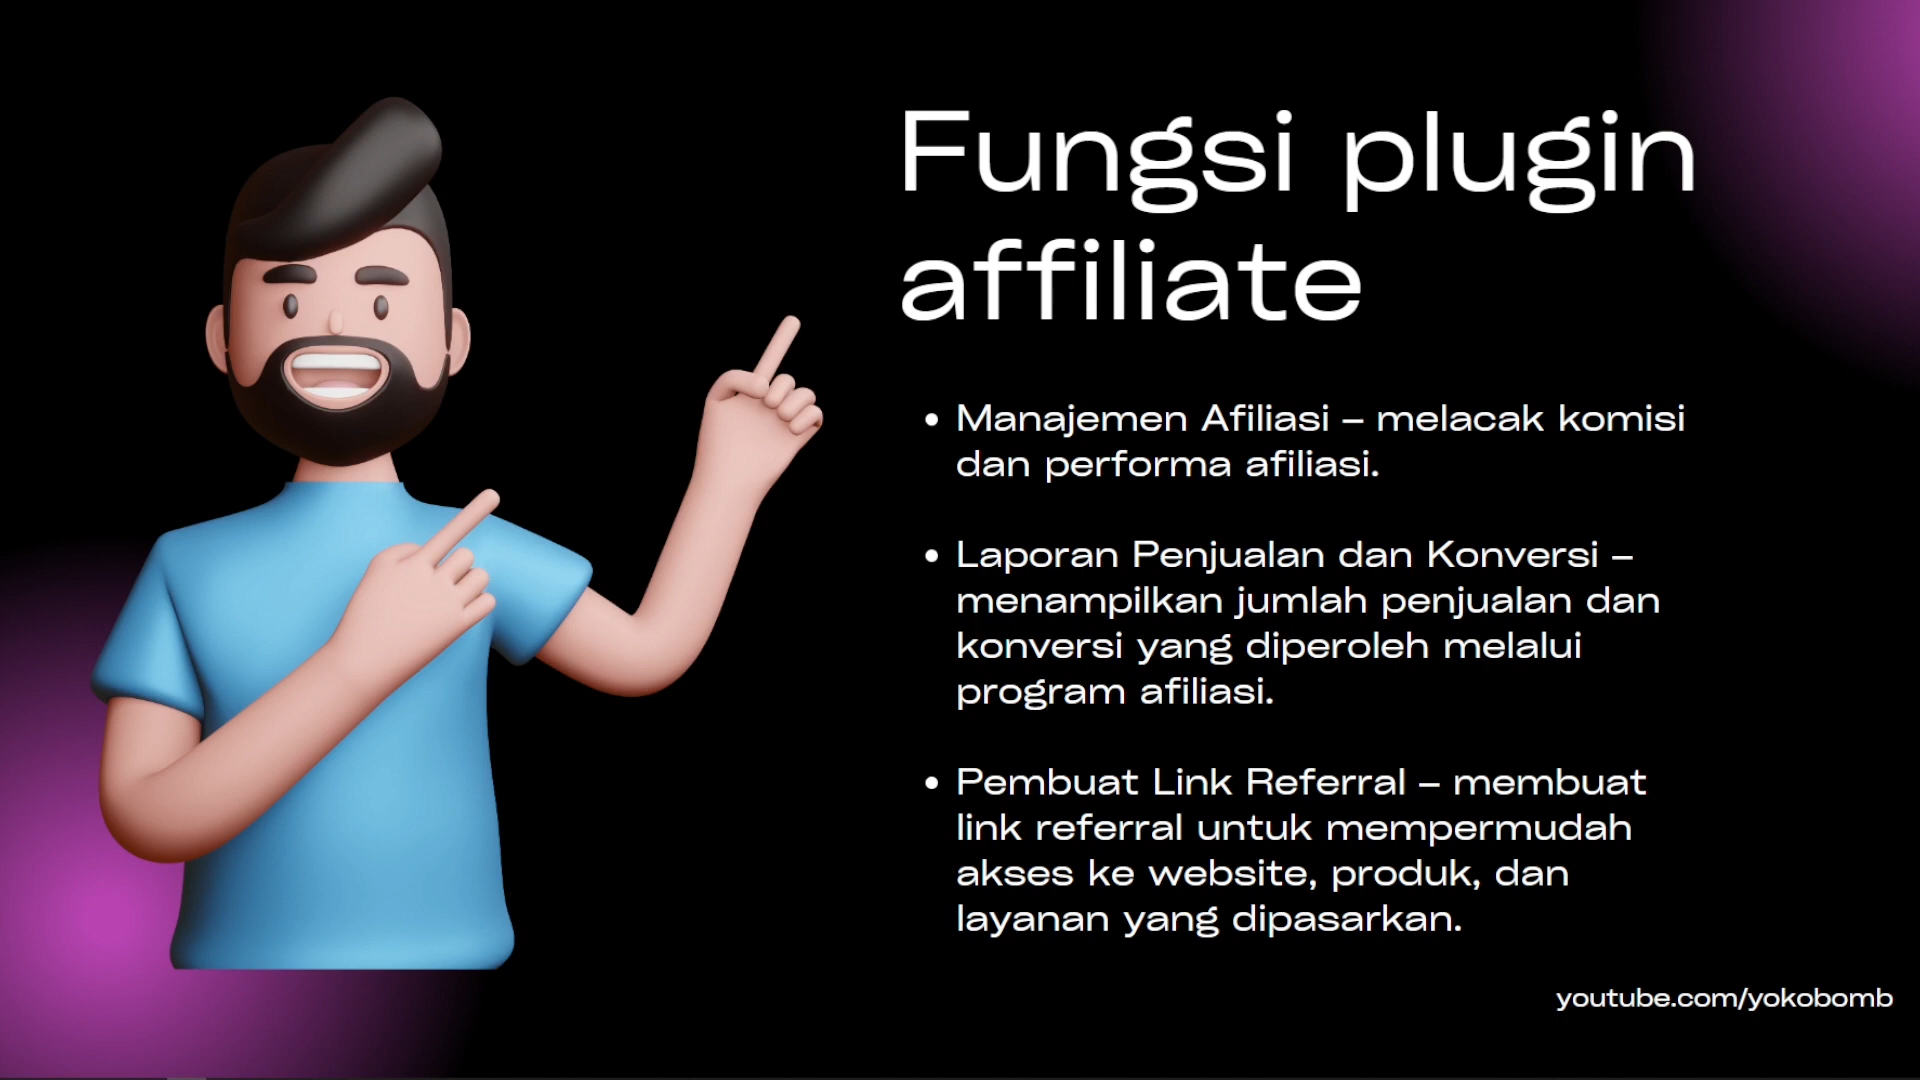 Fungsi plugin
affiliate
• Manajemen Afiliasi – melacak komisi
dan performa afiliasi.
• Laporan Penjualan dan Konversi –
menampilkan jumlah penjualan dan
konversi yang diperoleh melalui
program afiliasi.
• Pembuat Link Referral – membuat
link referral untuk mempermudah
akses ke website, produk, dan
layanan yang dipasarkan.
youtube.com/yokobomb